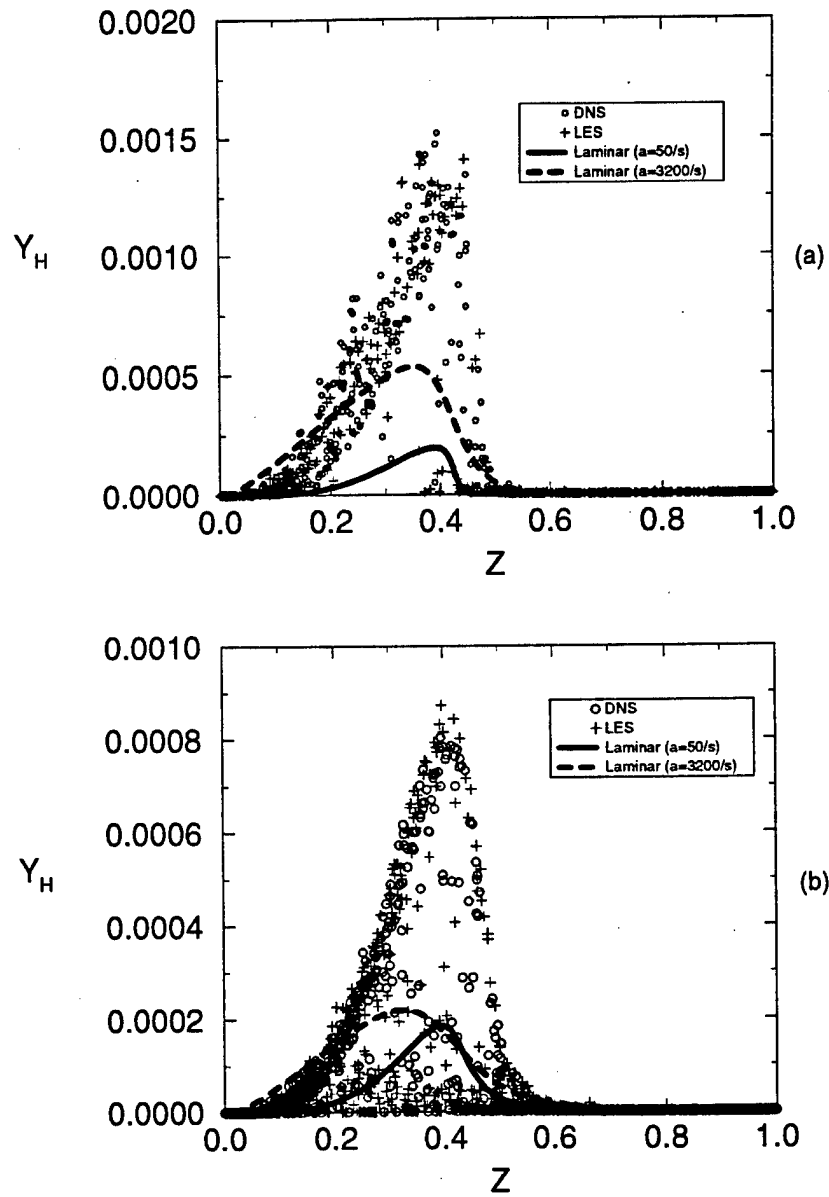 0.0020
0.0015
0.0010
0.0005
0.0000
Y_H
DNS
LES
Laminar (a=50/s)
Laminar (a=3200/s)
(a)
0.0 0.2 0.4 0.6 0.8 1.0
Z
0.0010
0.0008
0.0006
0.0004
0.0002
0.0000
Y_H
DNS
LES
Laminar (a=50/s)
Laminar (a=3200/s)
(b)
0.0 0.2 0.4 0.6 0.8 1.0
Z